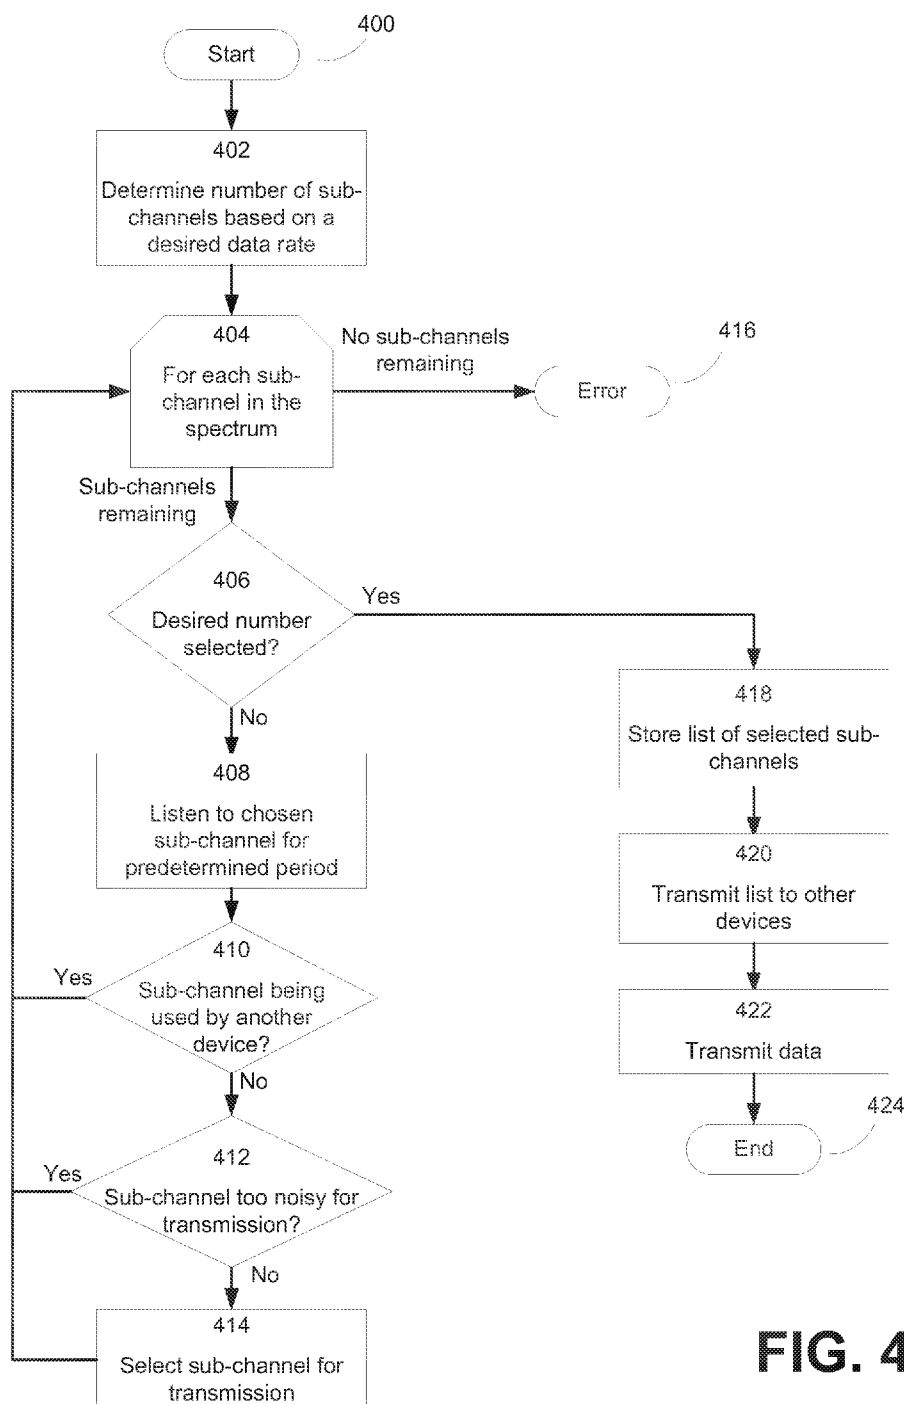 400
Start
402
Determine number of sub-
channels based on a
desired data rate
404
For each sub-
channel in the
spectrum
No sub-channels
remaining
416
Error
Sub-channels
remaining
406
Desired number
selected?
Yes
No
408
Listen to chosen
sub-channel for
predetermined period
410
Sub-channel being
used by another
device?
Yes
No
412
Sub-channel too noisy for
transmission?
Yes
No
414
Select sub-channel for
transmission
418
Store list of selected sub-
channels
420
Transmit list to other
devices
422
Transmit data
424
End
FIG. 4